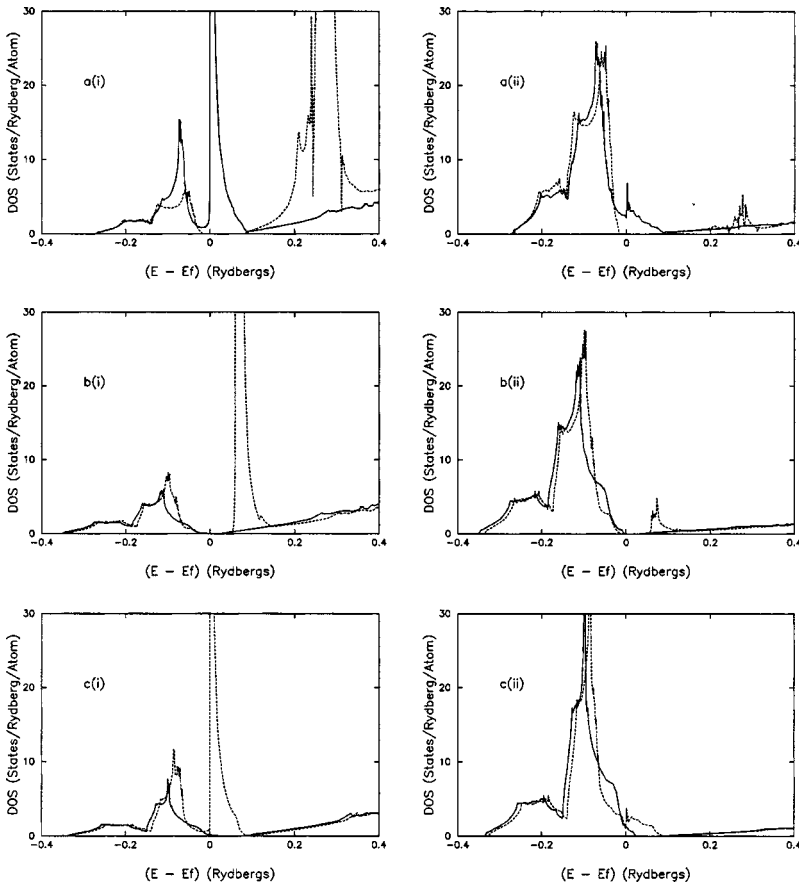 30
20
10
0
DOS (States/Rydberg/Atom)
a(i)
-0.4 -0.2 0 0.2 0.4
(E - Ef) (Rydbergs)
30
20
10
0
DOS (States/Rydberg/Atom)
a(ii)
-0.4 -0.2 0 0.2 0.4
(E - Ef) (Rydbergs)
30
20
10
0
DOS (States/Rydberg/Atom)
b(i)
-0.4 -0.2 0 0.2 0.4
(E - Ef) (Rydbergs)
30
20
10
0
DOS (States/Rydberg/Atom)
b(ii)
-0.4 -0.2 0 0.2 0.4
(E - Ef) (Rydbergs)
30
20
10
0
DOS (States/Rydberg/Atom)
c(i)
-0.4 -0.2 0 0.2 0.4
(E - Ef) (Rydbergs)
30
20
10
0
DOS (States/Rydberg/Atom)
c(ii)
-0.4 -0.2 0 0.2 0.4
(E - Ef) (Rydbergs)